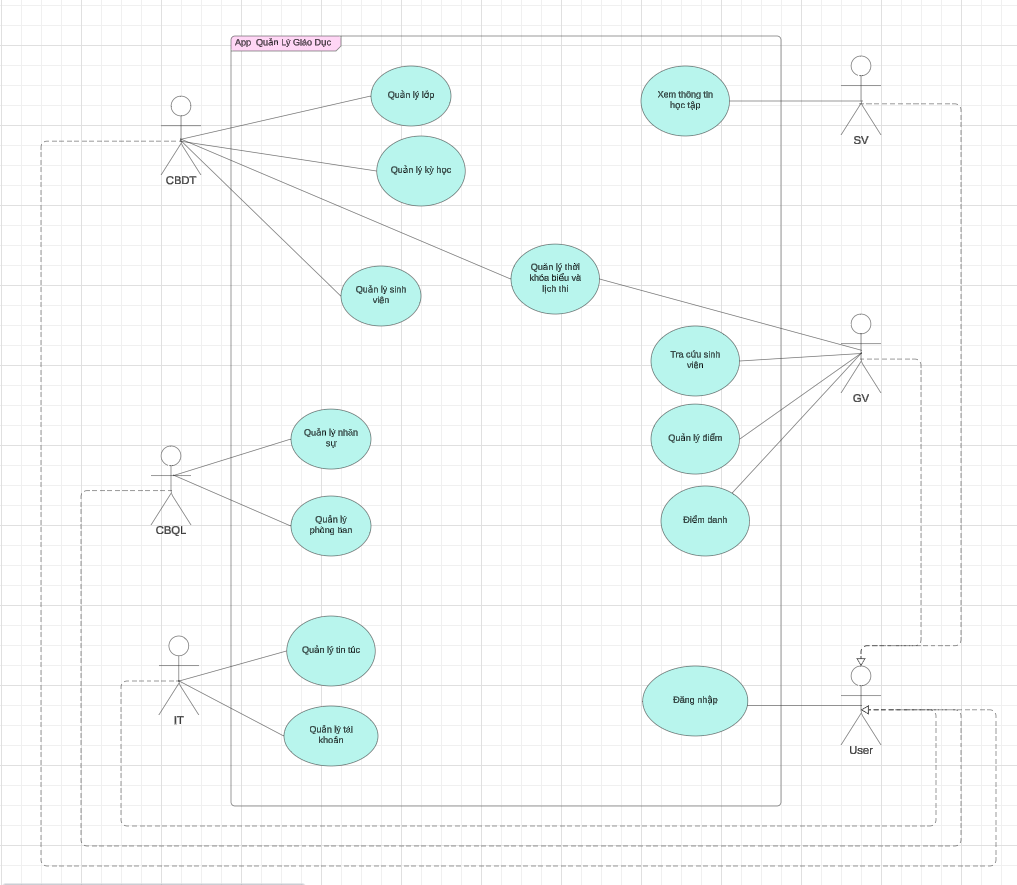 App Quản Lý Giáo Dục
Quản lý lớp
Xem thông tin
học tập
SV
CBDT
Quản lý kỳ học
Quản lý thời
khóa biểu và
lịch thi
Quản lý sinh
viên
Tra cứu sinh
viên
GV
Quản lý nhân
sự
Quản lý điểm
CBQL
Quản lý
phòng ban
Điểm danh
Quản lý tin túc
IT
Đăng nhập
Quản lý tài
khoản
User